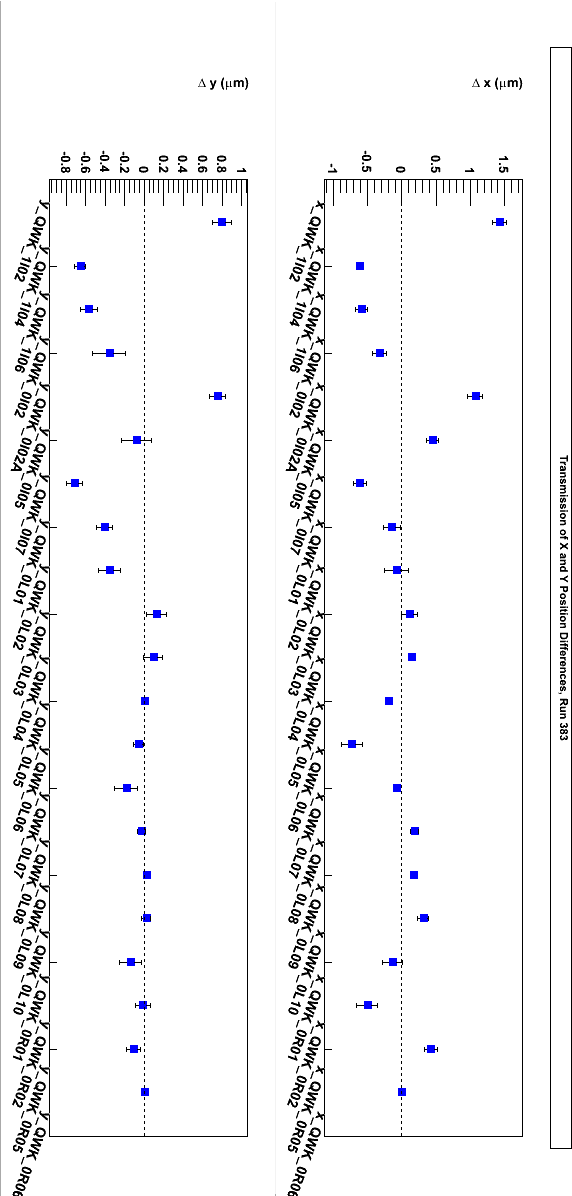 Transmission of X and Y Position Differences, Run 383
Δ x (μm)
1.5
1
0.5
0
-0.5
-1
x_QWK_1I02
x_QWK_1I04
x_QWK_1I06
x_QWK_0I02
x_QWK_0I02A
x_QWK_0I05
x_QWK_0I07
x_QWK_0L01
x_QWK_0L02
x_QWK_0L03
x_QWK_0L04
x_QWK_0L05
x_QWK_0L06
x_QWK_0L07
x_QWK_0L08
x_QWK_0L09
x_QWK_0L10
x_QWK_0R01
x_QWK_0R02
x_QWK_0R05
x_QWK_0R06
Δ y (μm)
1
0.8
0.6
0.4
0.2
0
-0.2
-0.4
-0.6
-0.8
y_QWK_1I02
y_QWK_1I04
y_QWK_1I06
y_QWK_0I02
y_QWK_0I02A
y_QWK_0I05
y_QWK_0I07
y_QWK_0L01
y_QWK_0L02
y_QWK_0L03
y_QWK_0L04
y_QWK_0L05
y_QWK_0L06
y_QWK_0L07
y_QWK_0L08
y_QWK_0L09
y_QWK_0L10
y_QWK_0R01
y_QWK_0R02
y_QWK_0R05
y_QWK_0R06